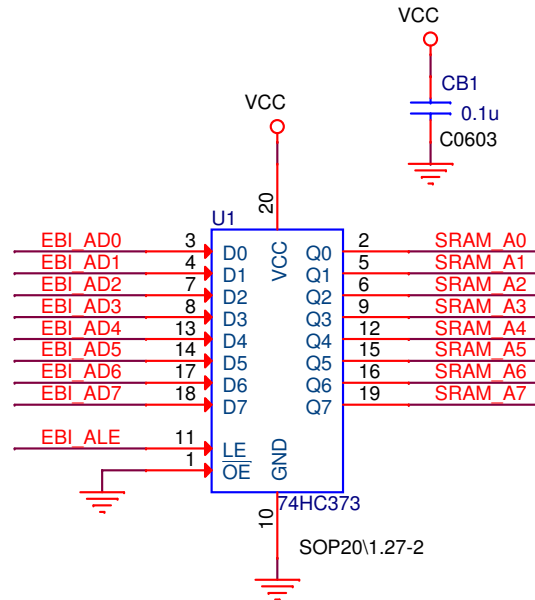 VCC
CB1
0.1u
C0603
VCC
20
U1
EBI_AD0 3 D0 VCC Q0 2 SRAM_A0
EBI_AD1 4 D1 Q1 5 SRAM_A1
EBI_AD2 7 D2 Q2 6 SRAM_A2
EBI_AD3 8 D3 Q3 9 SRAM_A3
EBI_AD4 13 D4 Q4 12 SRAM_A4
EBI_AD5 14 D5 Q5 15 SRAM_A5
EBI_AD6 17 D6 Q6 16 SRAM_A6
EBI_AD7 18 D7 Q7 19 SRAM_A7
EBI_ALE 11 LE
1 OE GND
10
74HC373
SOP20\1.27-2